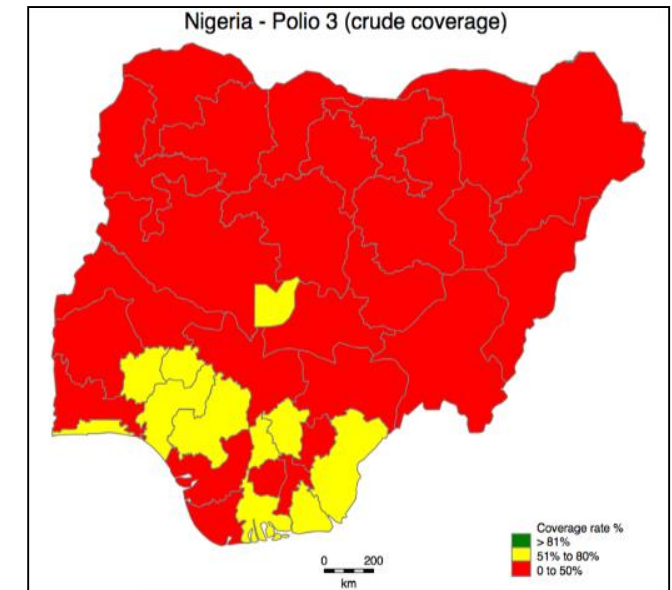 Nigeria - Polio 3 (crude coverage)
Coverage rate %
> 81%
51% to 80%
0 to 50%
0 200
km